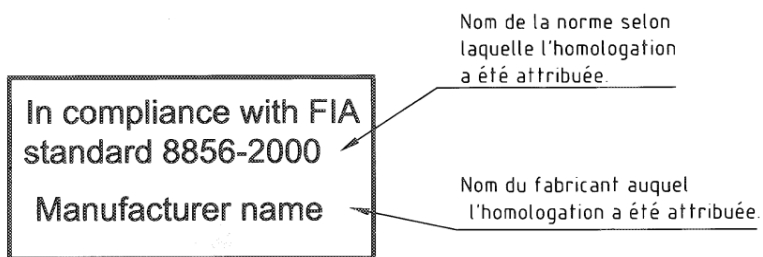 Nom de la norme selon
laquelle l'homologation
a été attribuée.
In compliance with FIA
standard 8856-2000
Manufacturer name
Nom du fabricant auquel
l'homologation a été attribuée.